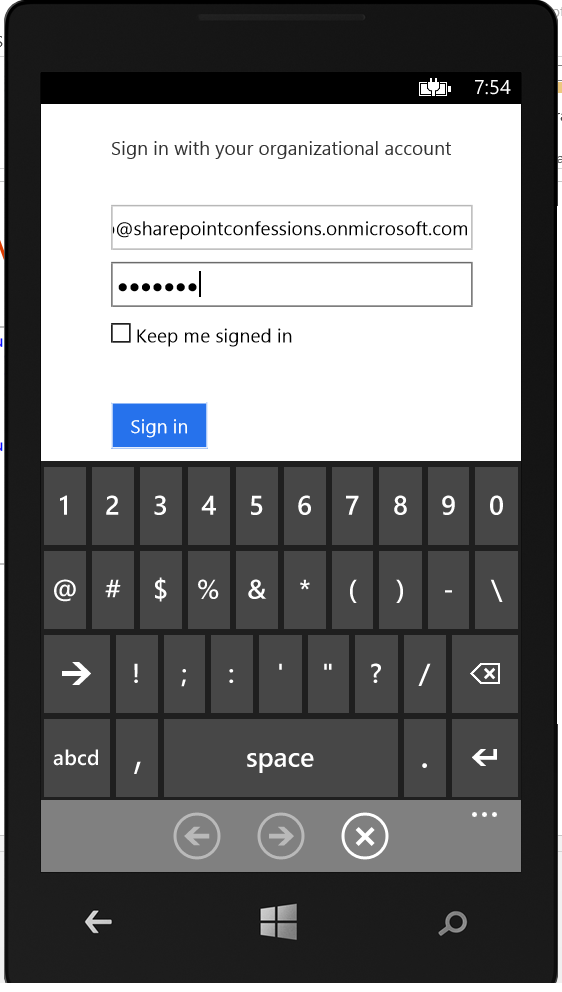 7:54
Sign in with your organizational account
@sharepointconfessions.onmicrosoft.com
•••••••
Keep me signed in
Sign in
1 2 3 4 5 6 7 8 9 0
@ # $ % & * ( ) - \
! ; : ' " ? /
abcd , space .